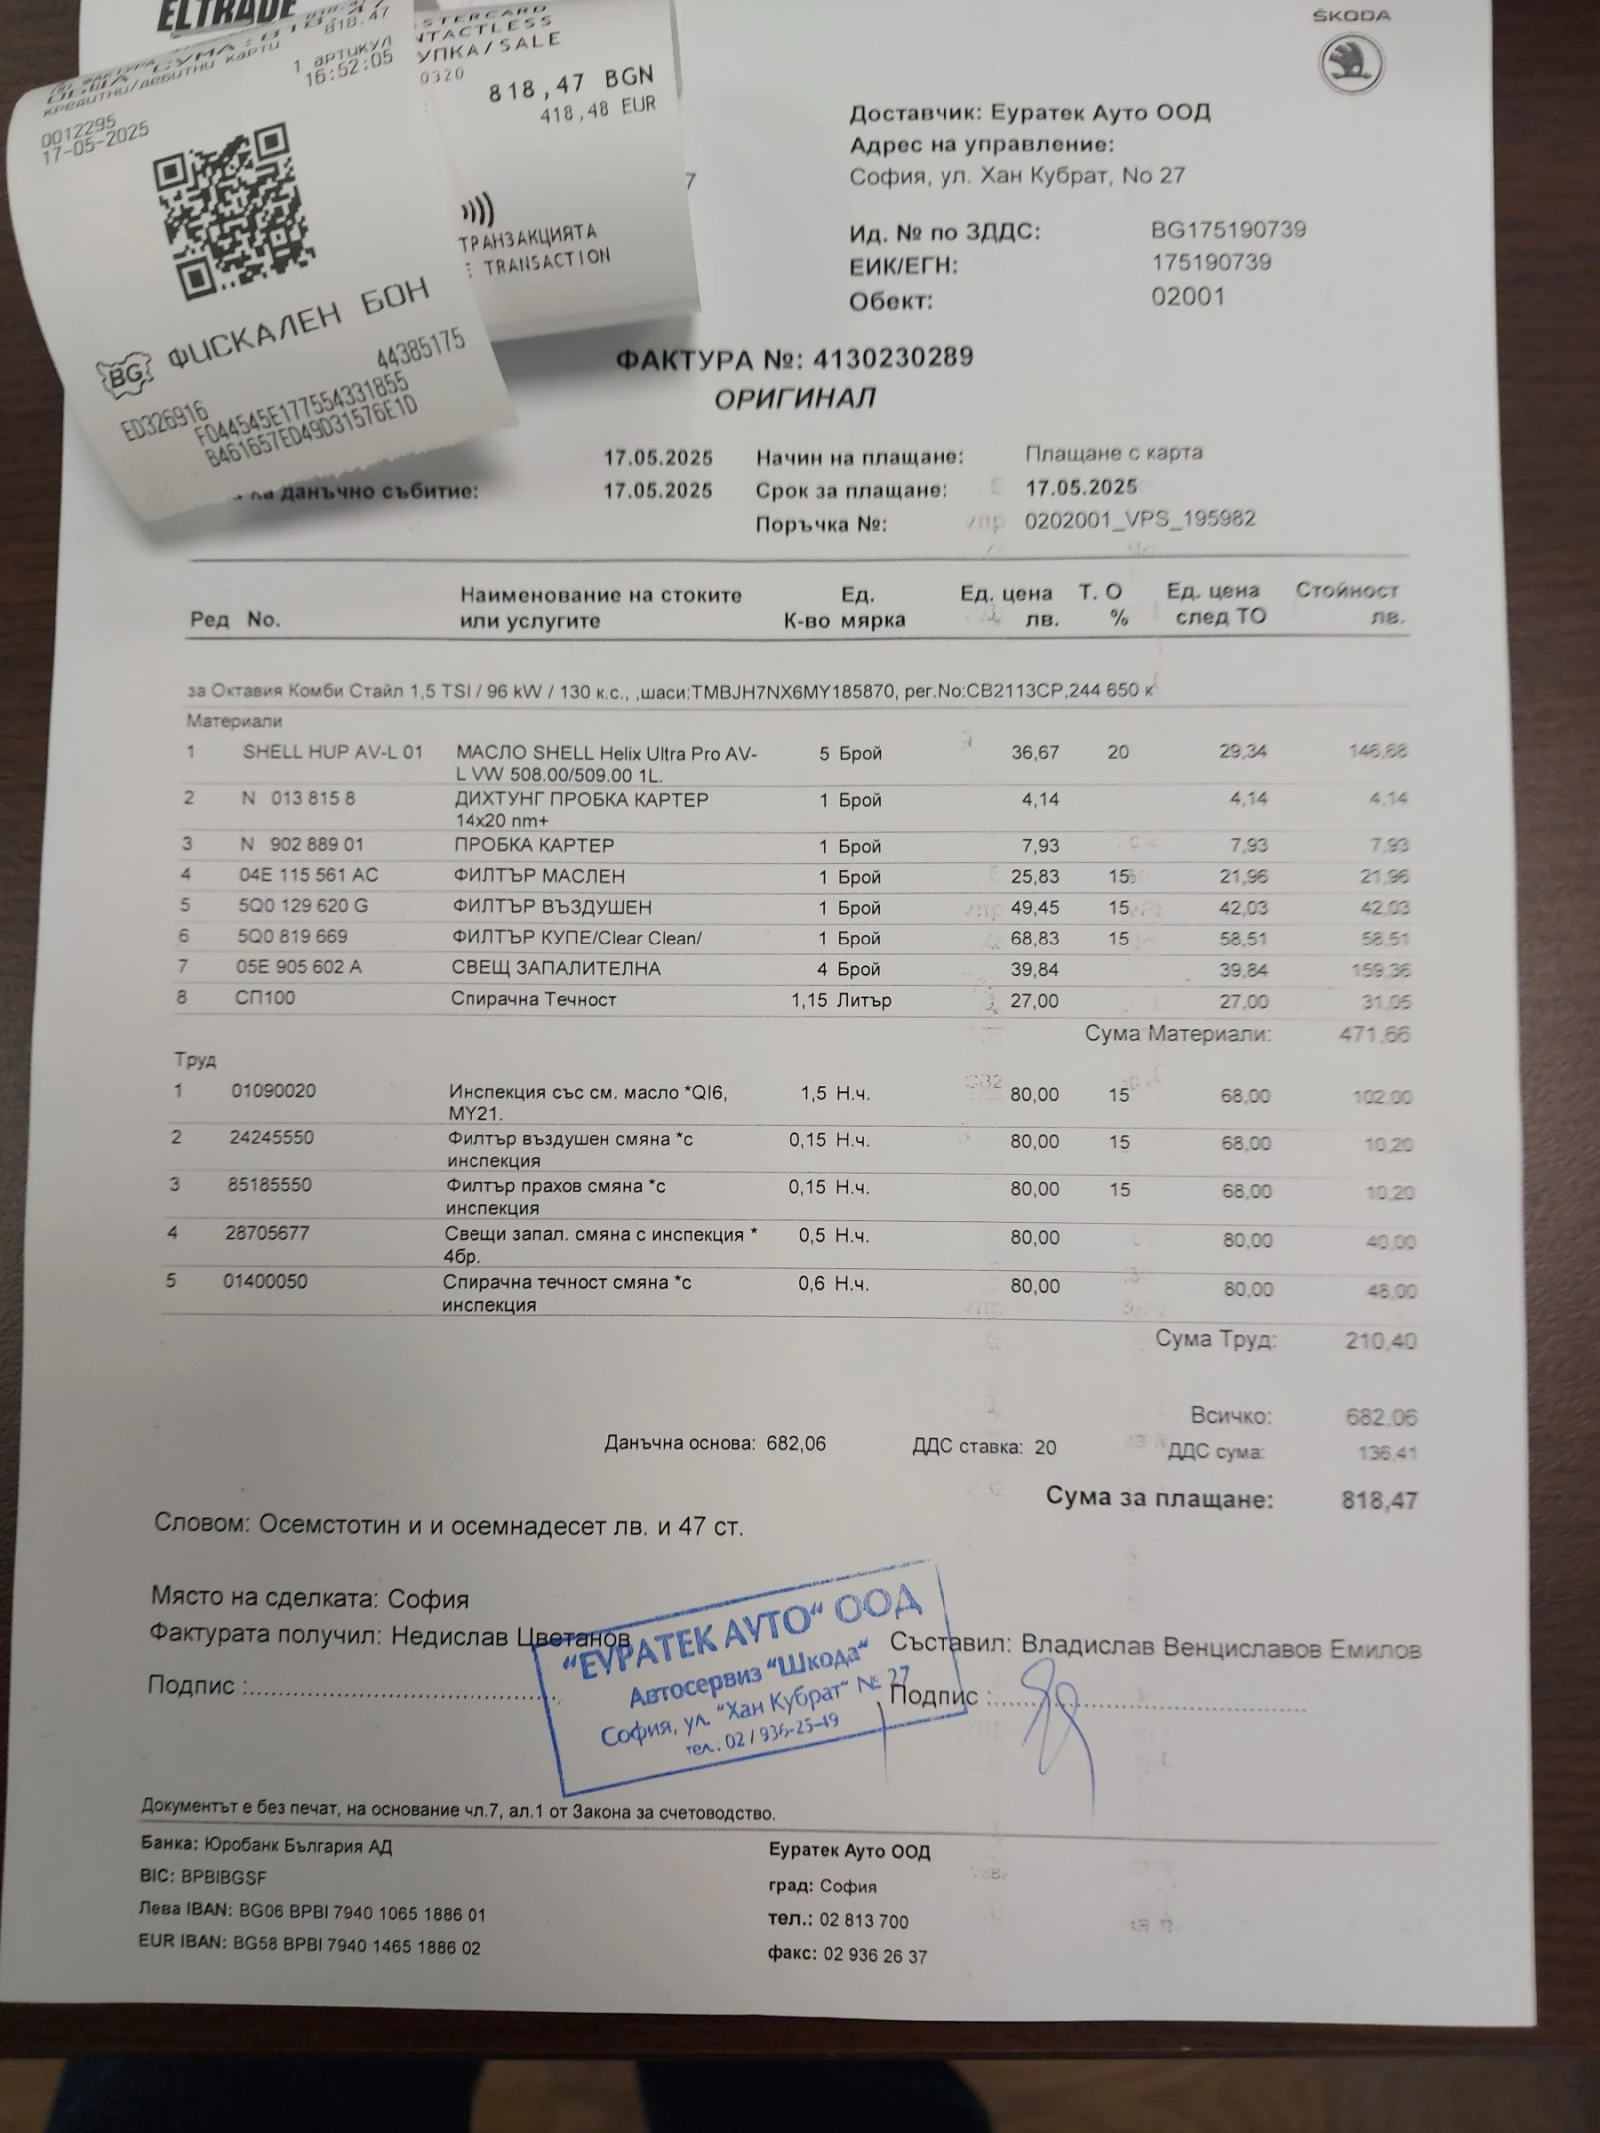 ELTRADE
ОБЩА СУМА:
818.47
кредитни/дебитни карти
1 артикул
0012295
16:52:05
17-05-2025
BG ФИСКАЛЕН БОН
44385175
ED326916
F044545E177554331855
B461657ED49D31576E1D
УПКА/SALE
0320
818,47 BGN
418,48 EUR
ТРАНЗАКЦИЯТА
TRANSACTION
7
ŠKODA
Доставчик: Еуратек Ауто ООД
Адрес на управление:
София, ул. Хан Кубрат, No 27
Ид. № по ЗДДС: BG175190739
ЕИК/ЕГН: 175190739
Обект: 02001
ФАКТУРА №: 4130230289
ОРИГИНАЛ
17.05.2025 Начин на плащане: Плащане с карта
данъчно събитие: 17.05.2025 Срок за плащане: 17.05.2025
Поръчка №: 0202001_VPS_195982
Ред No. Наименование на стоките или услугите К-во Ед. мярка Ед. цена лв. Т. О % Ед. цена след ТО Стойност лв.
за Октавия Комби Стайл 1,5 TSI / 96 kW / 130 к.с., ,шаси:TMBJH7NX6MY185870, рег.No:CB2113CP,244 650 к
Материали
1 SHELL HUP AV-L 01 МАСЛО SHELL Helix Ultra Pro AV- 5 Брой 36,67 20 29,34 146,68
L VW 508.00/509.00 1L.
2 N 013 815 8 ДИХТУНГ ПРОБКА КАРТЕР 1 Брой 4,14 4,14 4,14
14x20 nm+
3 N 902 889 01 ПРОБКА КАРТЕР 1 Брой 7,93 7,93 7,93
4 04E 115 561 AC ФИЛТЪР МАСЛЕН 1 Брой 25,83 15 21,96 21,96
5 5Q0 129 620 G ФИЛТЪР ВЪЗДУШЕН 1 Брой 49,45 15 42,03 42,03
6 5Q0 819 669 ФИЛТЪР КУПЕ/Clear Clean/ 1 Брой 68,83 15 58,51 58,51
7 05E 905 602 A СВЕЩ ЗАПАЛИТЕЛНА 4 Брой 39,84 39,84 159,36
8 СП100 Спирачна Течност 1,15 Литър 27,00 27,00 31,05
Сума Материали: 471,66
Труд
1 01090020 Инспекция със см. масло *QI6, 1,5 Н.ч. 80,00 15 68,00 102,00
MY21.
2 24245550 Филтър въздушен смяна *с 0,15 Н.ч. 80,00 15 68,00 10,20
инспекция
3 85185550 Филтър прахов смяна *с 0,15 Н.ч. 80,00 15 68,00 10,20
инспекция
4 28705677 Свещи запал. смяна с инспекция * 0,5 Н.ч. 80,00 80,00 40,00
4бр.
5 01400050 Спирачна течност смяна *с 0,6 Н.ч. 80,00 80,00 48,00
инспекция
Сума Труд: 210,40
Всичко: 682,06
Данъчна основа: 682,06 ДДС ставка: 20 ДДС сума: 136,41
Сума за плащане: 818,47
Словом: Осемстотин и и осемнадесет лв. и 47 ст.
Място на сделката: София
Фактурата получил: Недислав Цветанов
Съставил: Владислав Венциславов Емилов
Подпис :
Подпис :
"ЕУРАТЕК АУТО" ООД
Автосервиз "Шкода"
София, ул. "Хан Кубрат" № 27
тел.: 02 / 936-25-49
Документът е без печат, на основание чл.7, ал.1 от Закона за счетоводство.
Банка: Юробанк България АД
BIC: BPBIBGSF
Лева IBAN: BG06 BPBI 7940 1065 1886 01
EUR IBAN: BG58 BPBI 7940 1465 1886 02
Еуратек Ауто ООД
град: София
тел.: 02 813 700
факс: 02 936 26 37